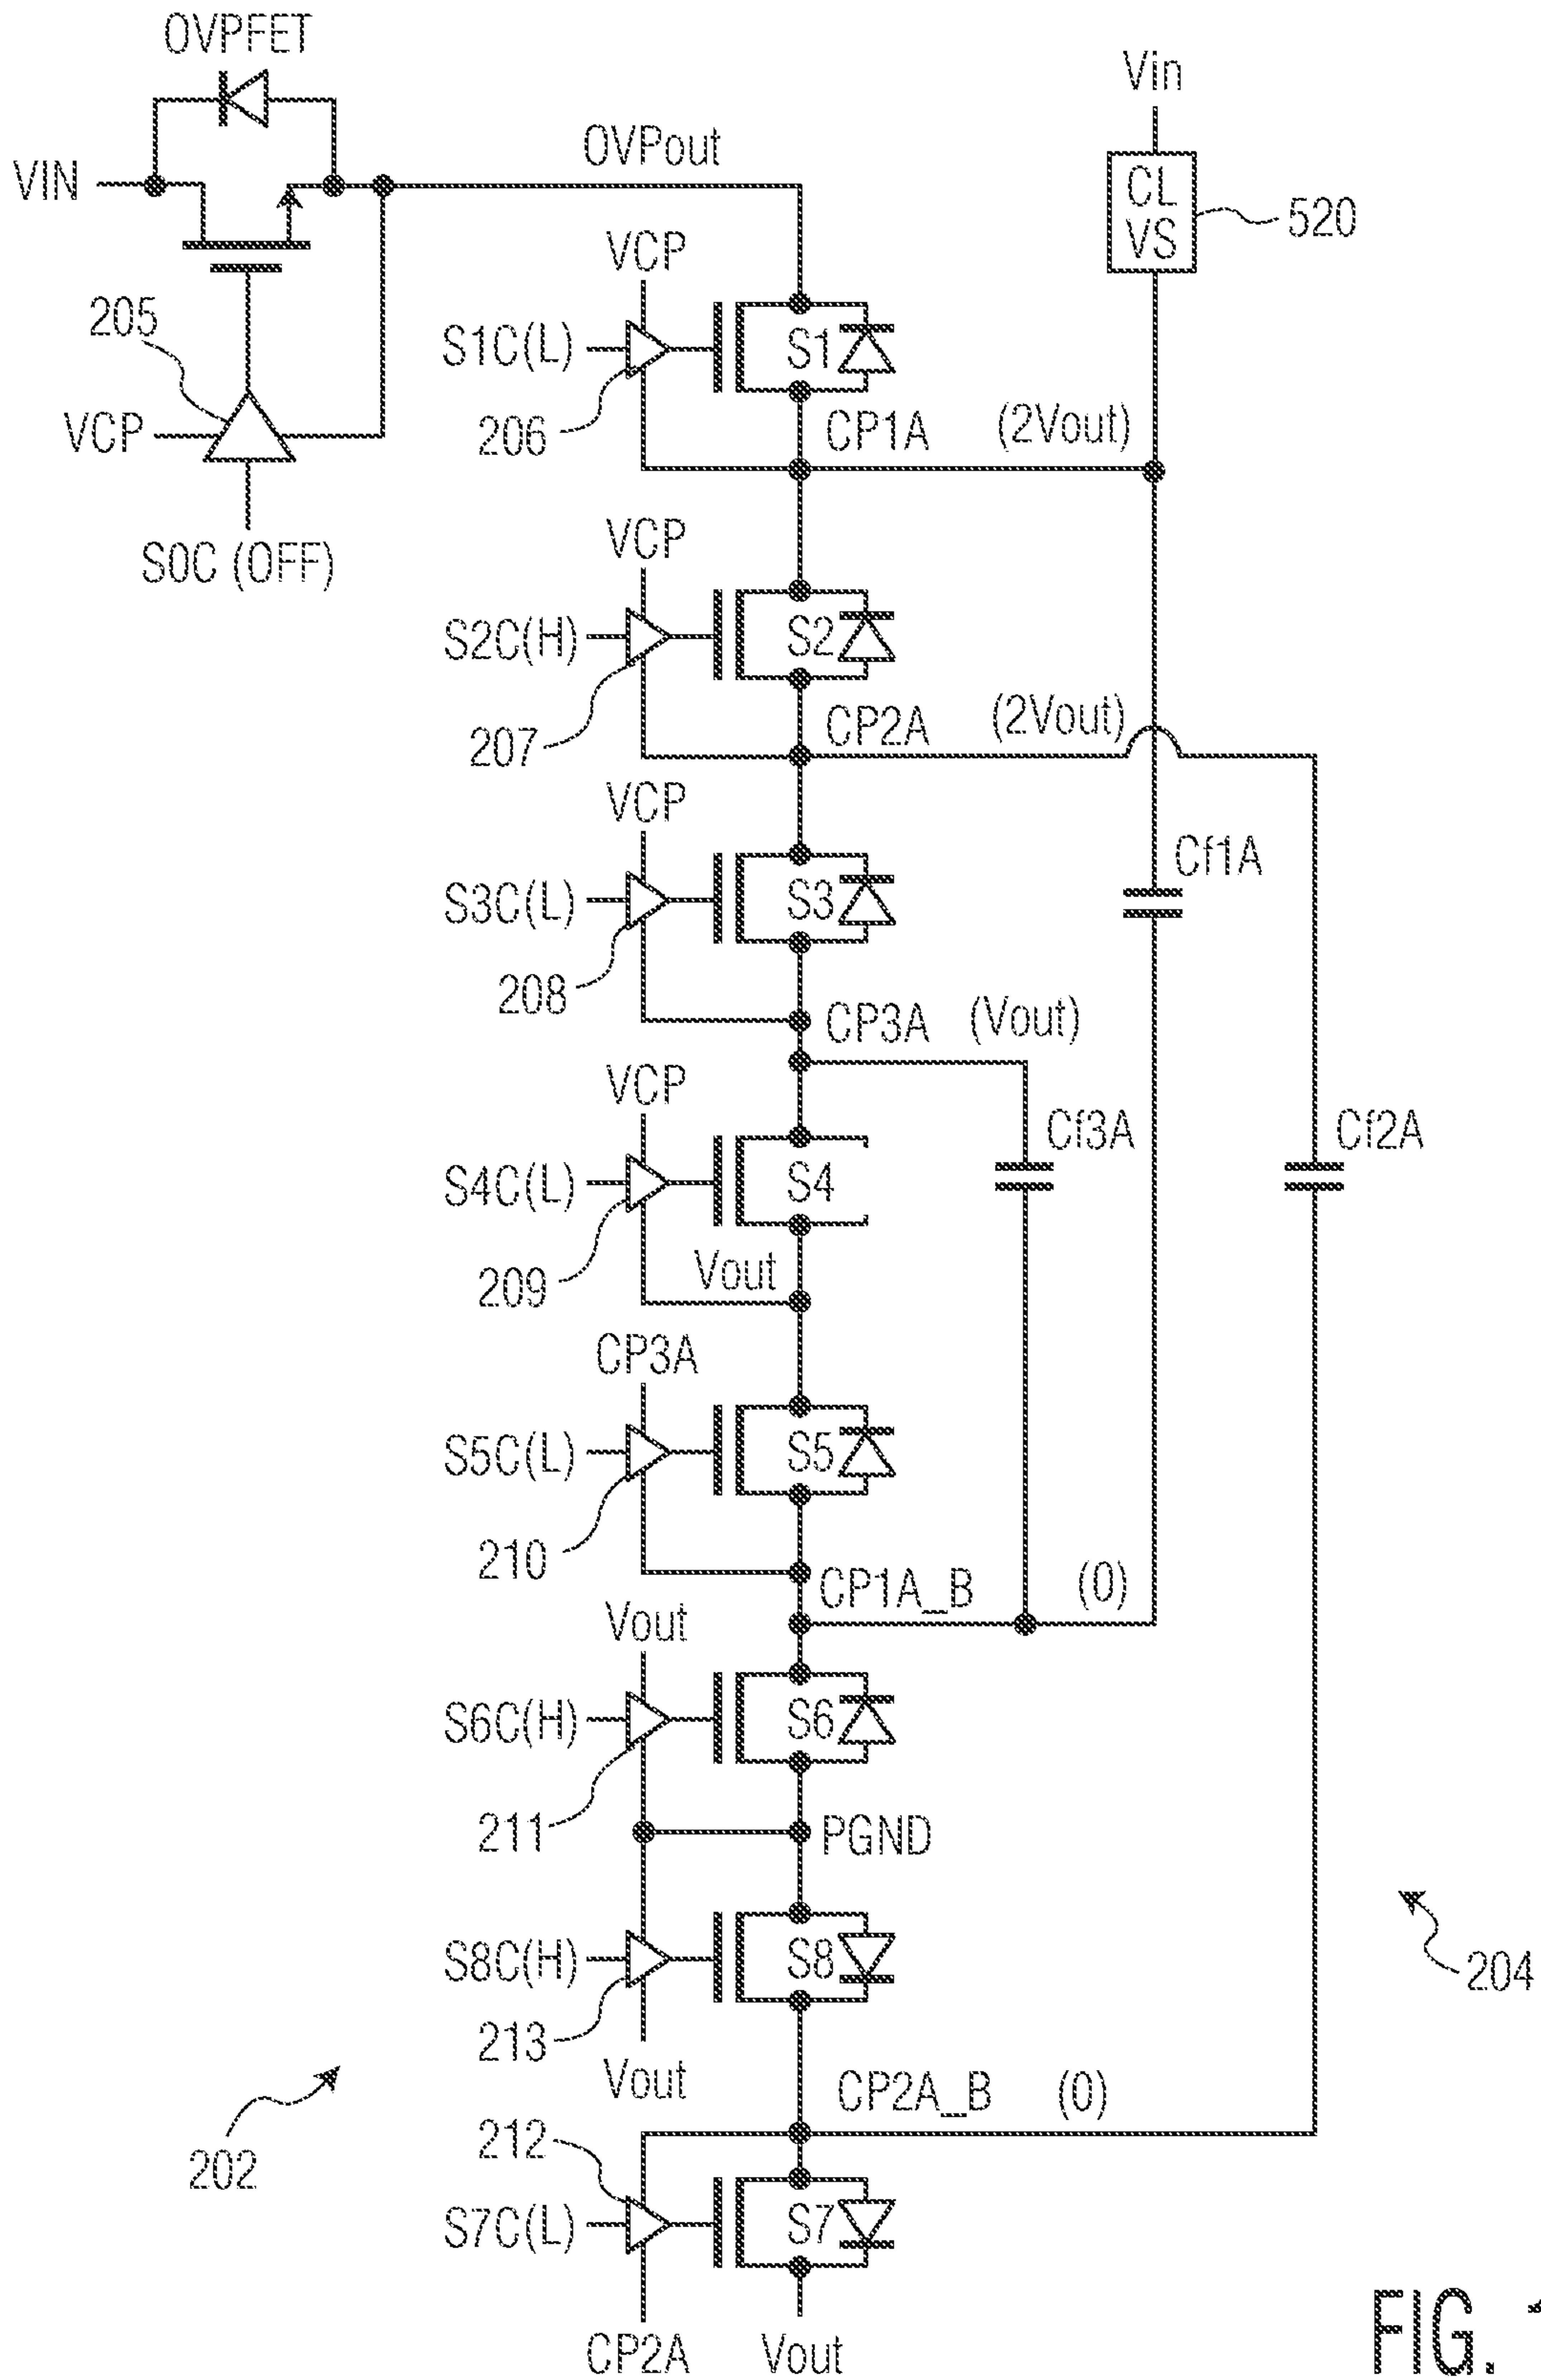 OVPFET
Vin
VIN
OVPout
CL
VS
520
VCP
205
S1C(L)
S1
206
CP1A
(2Vout)
VCP
S0C (OFF)
VCP
S2C(H)
S2
207
CP2A
(2Vout)
VCP
Cf1A
S3C(L)
S3
208
CP3A
(Vout)
VCP
Cf3A
Cf2A
S4C(L)
S4
209
Vout
CP3A
S5C(L)
S5
210
CP1A_B
(0)
Vout
S6C(H)
S6
211
PGND
S8C(H)
S8
204
213
Vout
CP2A_B
(0)
212
202
S7C(L)
S7
CP2A
Vout
FIG.